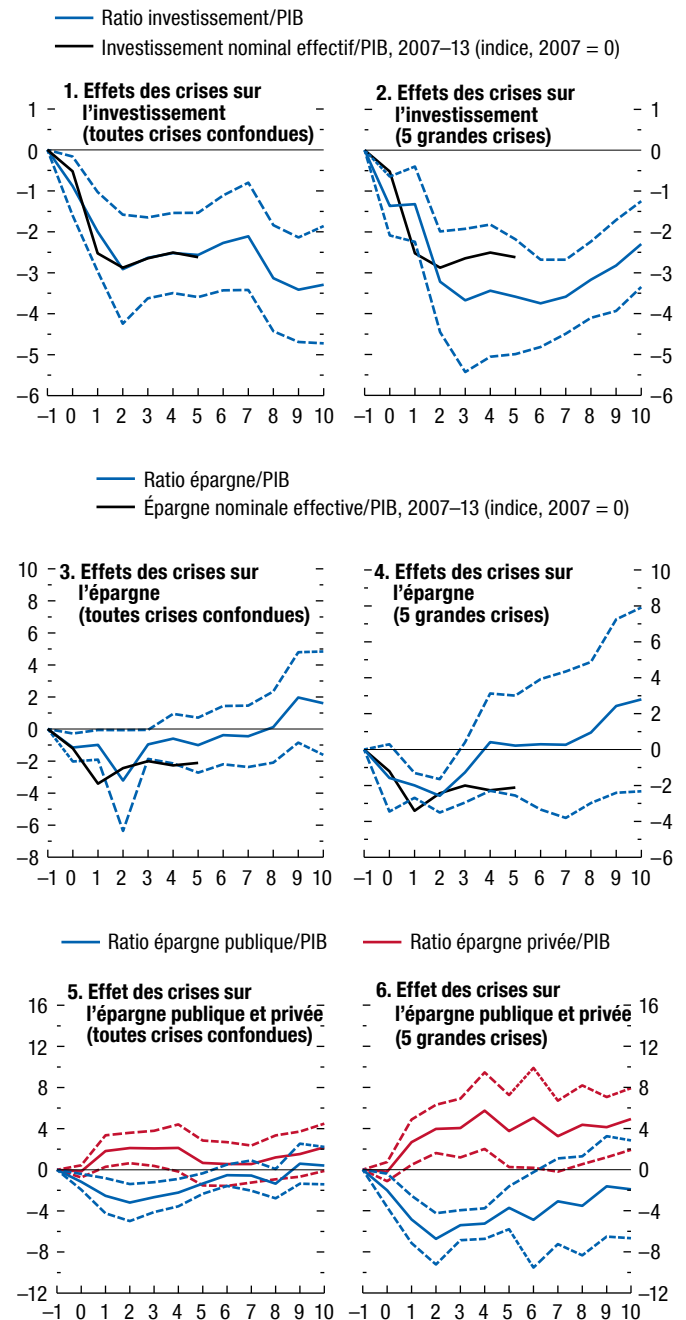 Ratio investissement/PIB
Investissement nominal effectif/PIB, 2007–13 (indice, 2007 = 0)
1. Effets des crises sur
l'investissement
(toutes crises confondues)
2. Effets des crises sur
l'investissement
(5 grandes crises)
1
0
–1
–2
–3
–4
–5
–6
1
0
–1
–2
–3
–4
–5
–6
–1 0 1 2 3 4 5 6 7 8 9 10
–1 0 1 2 3 4 5 6 7 8 9 10
Ratio épargne/PIB
Épargne nominale effective/PIB, 2007–13 (indice, 2007 = 0)
3. Effets des crises sur
l'épargne
(toutes crises confondues)
4. Effets des crises sur
l'épargne
(5 grandes crises)
10
8
6
4
2
0
–2
–4
–6
–8
10
8
6
4
2
0
–2
–4
–6
–1 0 1 2 3 4 5 6 7 8 9 10
–1 0 1 2 3 4 5 6 7 8 9 10
Ratio épargne publique/PIB
Ratio épargne privée/PIB
5. Effet des crises sur
l'épargne publique et privée
(toutes crises confondues)
6. Effet des crises sur
l'épargne publique et privée
(5 grandes crises)
16
12
8
4
0
–4
–8
–12
16
12
8
4
0
–4
–8
–12
–1 0 1 2 3 4 5 6 7 8 9 10
–1 0 1 2 3 4 5 6 7 8 9 10